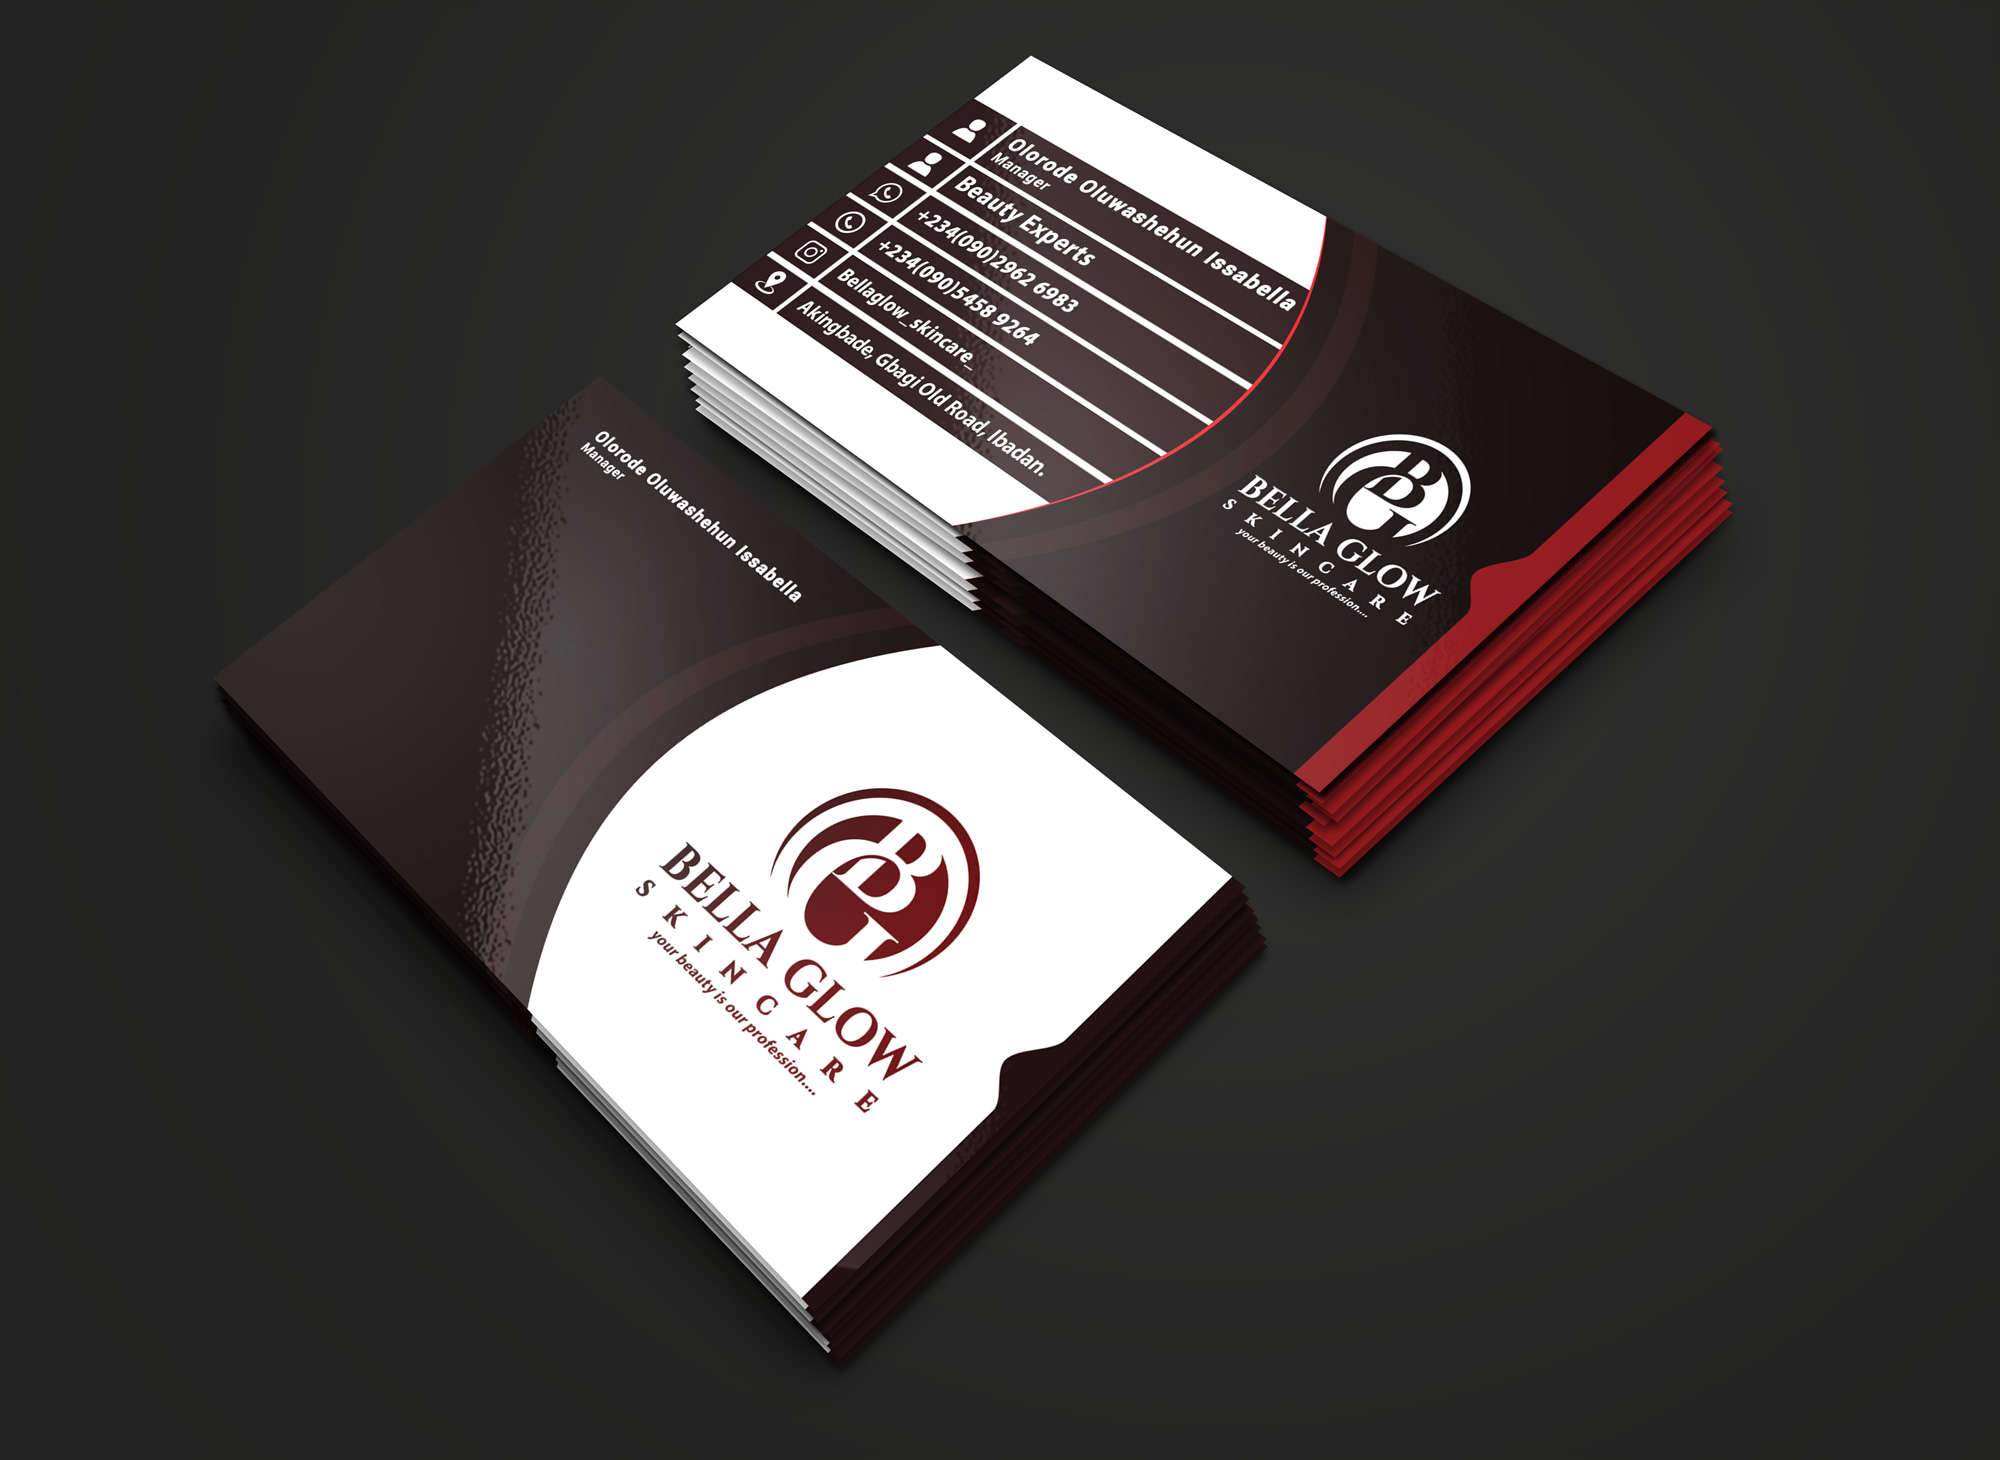 Olorode Oluwashehun Issabella
Manager
Beauty Experts
+234(090)2962 6983
+234(090)5458 9264
Bellaglow_skincare_
Akingbade, Gbagi Old Road, Ibadan.
BG
BELLA GLOW
SKINCARE
your beauty is our profession....
Olorode Oluwashehun Issabella
Manager
BG
BELLA GLOW
SKINCARE
your beauty is our profession....